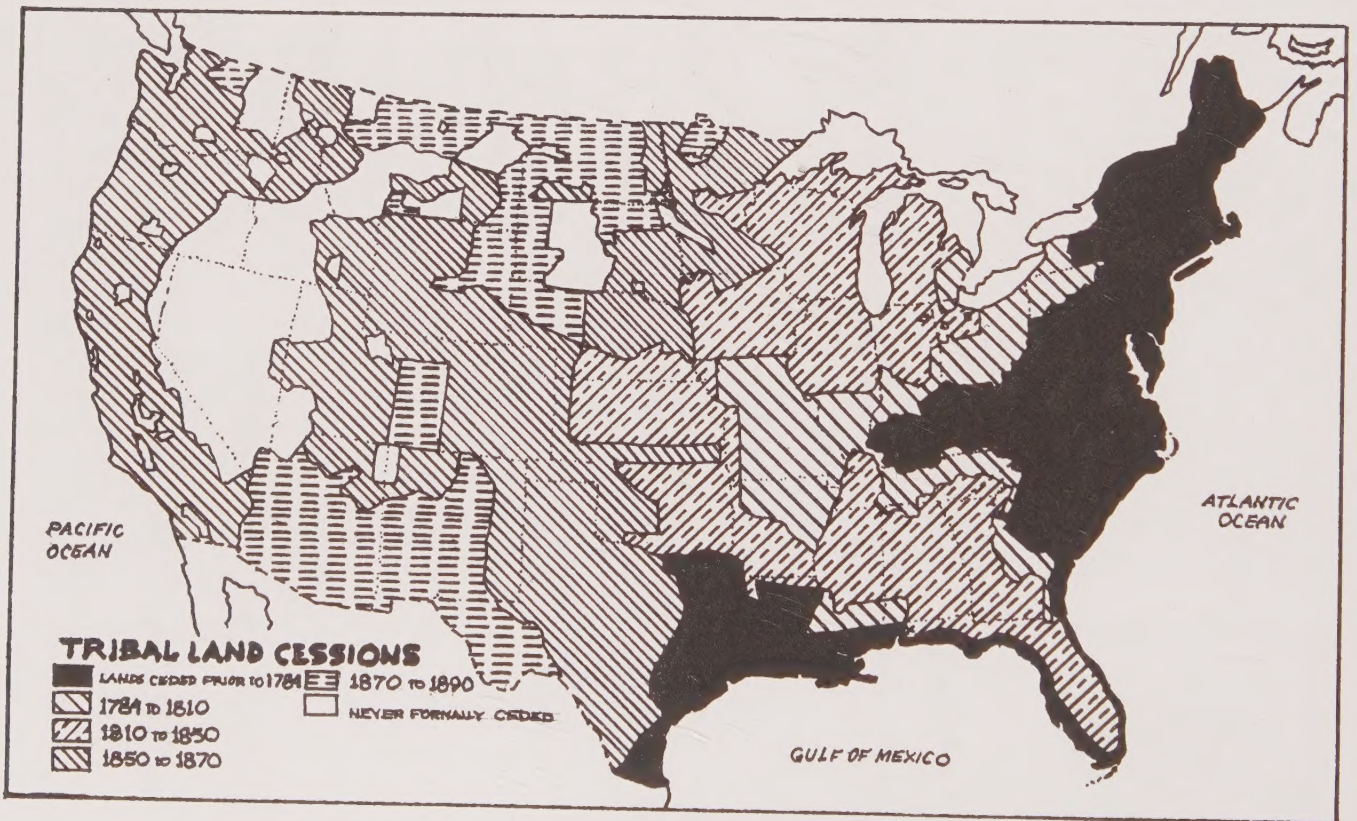 PACIFIC
OCEAN
ATLANTIC
OCEAN
GULF OF MEXICO
TRIBAL LAND CESSIONS
LANDS CEDED PRIOR TO 1784
1784 TO 1810
1810 TO 1850
1850 TO 1870
1870 TO 1890
NEVER FORMALLY CEDED